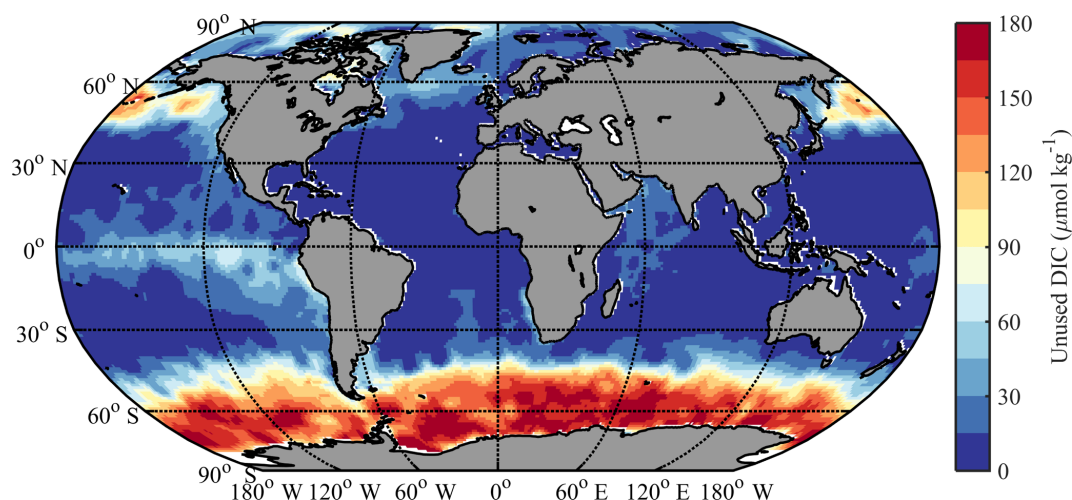 90° N
60° N
30° N
0°
30° S
60° S
90° S
180° W 120° W 60° W 0° 60° E 120° E 180° W
180
150
120
90
60
30
0
Unused DIC (μmol kg⁻¹)